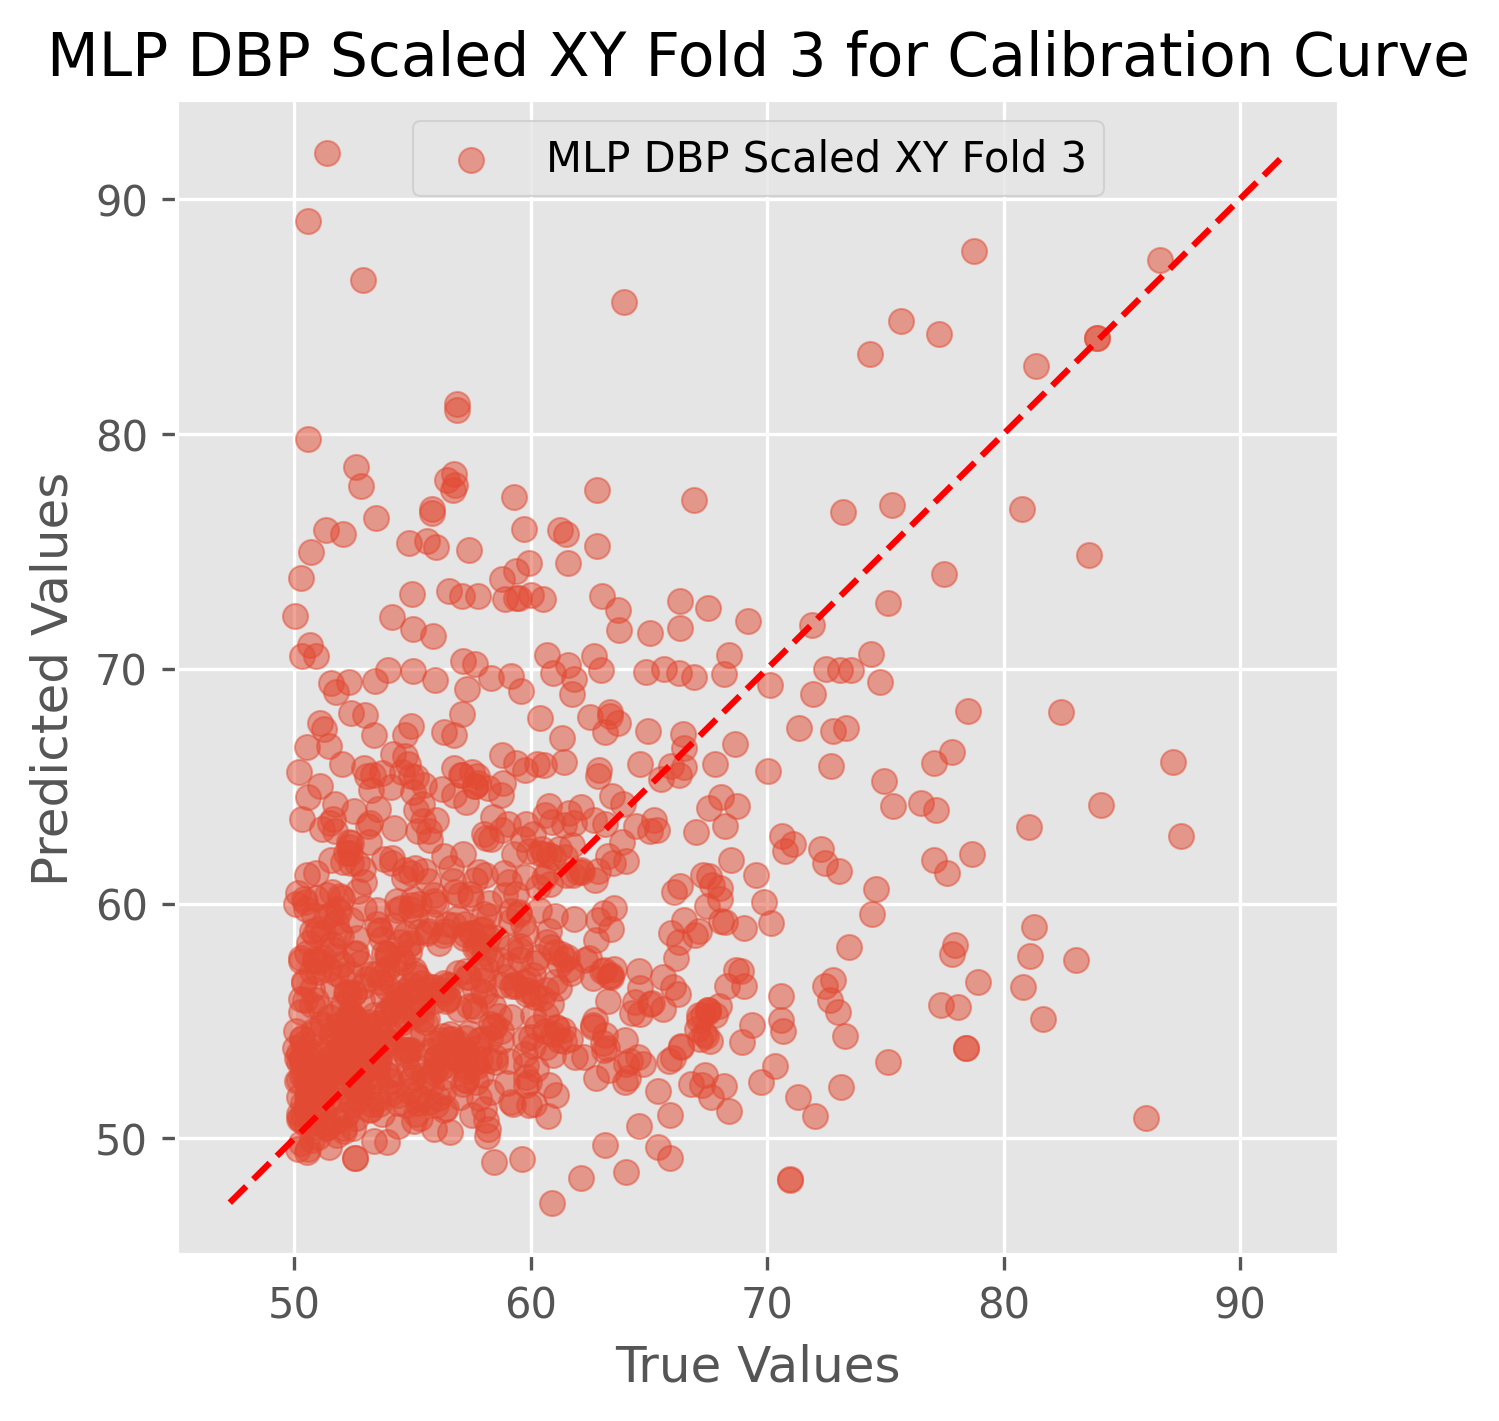 MLP DBP Scaled XY Fold 3 for Calibration Curve
MLP DBP Scaled XY Fold 3
90
80
70
60
50
Predicted Values
50 60 70 80 90
True Values